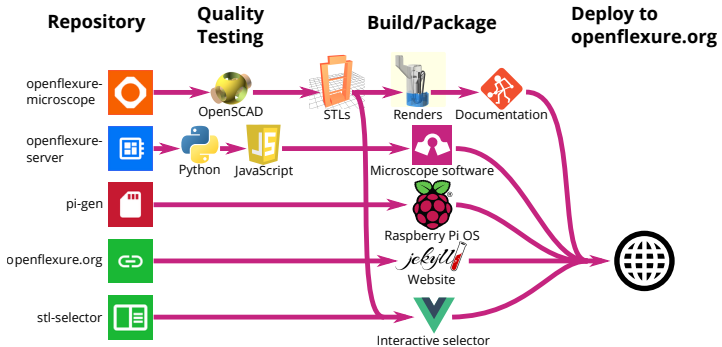 Repository
Quality
Testing
Build/Package
Deploy to
openflexure.org
openflexure-
microscope
OpenSCAD
STLs
Renders
Documentation
openflexure-
server
Python
JS
JavaScript
Microscope software
pi-gen
Raspberry Pi OS
openflexure.org
jekyll
Website
stl-selector
Interactive selector